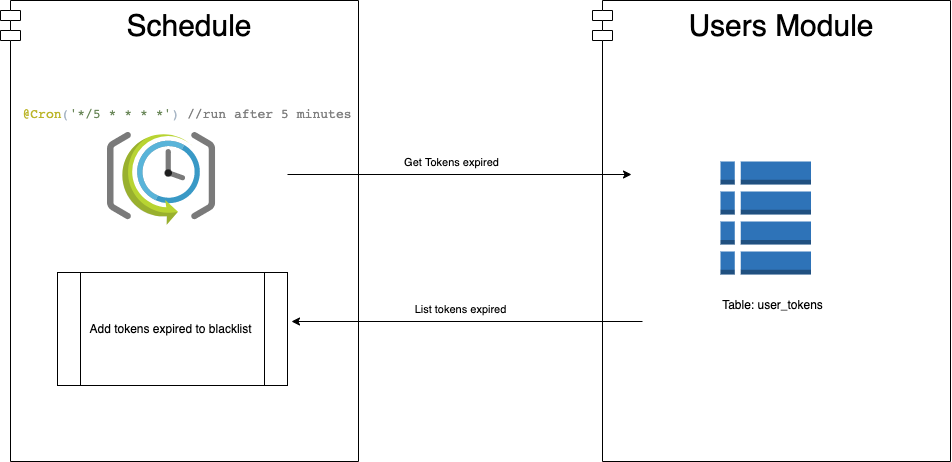 Schedule
Users Module
@Cron('*/5 * * * *') //run after 5 minutes
Get Tokens expired
Table: user_tokens
List tokens expired
Add tokens expired to blacklist